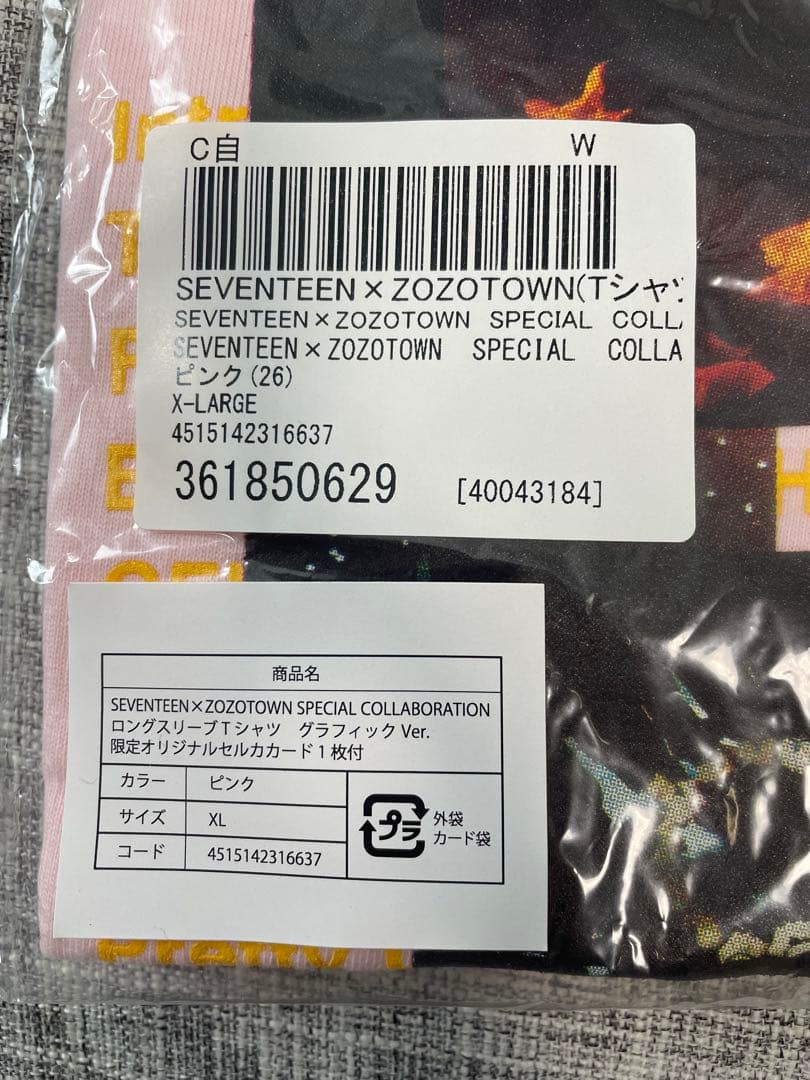 C自 W
SEVENTEEN×ZOZOTOWN(Tシャツ
SEVENTEEN×ZOZOTOWN SPECIAL COLL
SEVENTEEN×ZOZOTOWN SPECIAL COLLA
ピンク(26)
X-LARGE
4515142316637
361850629 [40043184]
商品名
SEVENTEEN×ZOZOTOWN SPECIAL COLLABORATION
ロングスリーブTシャツ グラフィック Ver.
限定オリジナルセルカカード1枚付
カラー ピンク
サイズ XL
コード 4515142316637
プラ
外袋
カード袋
Pretty